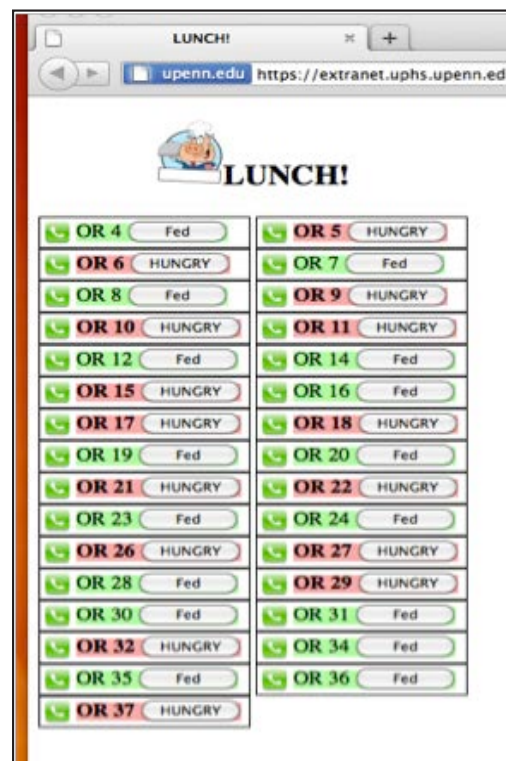 LUNCH!
upenn.edu https://extranet.uphs.upenn.ed
LUNCH!
OR 4 Fed OR 5 HUNGRY
OR 6 HUNGRY OR 7 Fed
OR 8 Fed OR 9 HUNGRY
OR 10 HUNGRY OR 11 HUNGRY
OR 12 Fed OR 14 Fed
OR 15 HUNGRY OR 16 Fed
OR 17 HUNGRY OR 18 HUNGRY
OR 19 Fed OR 20 Fed
OR 21 HUNGRY OR 22 HUNGRY
OR 23 Fed OR 24 Fed
OR 26 HUNGRY OR 27 HUNGRY
OR 28 Fed OR 29 HUNGRY
OR 30 Fed OR 31 Fed
OR 32 HUNGRY OR 34 Fed
OR 35 Fed OR 36 Fed
OR 37 HUNGRY